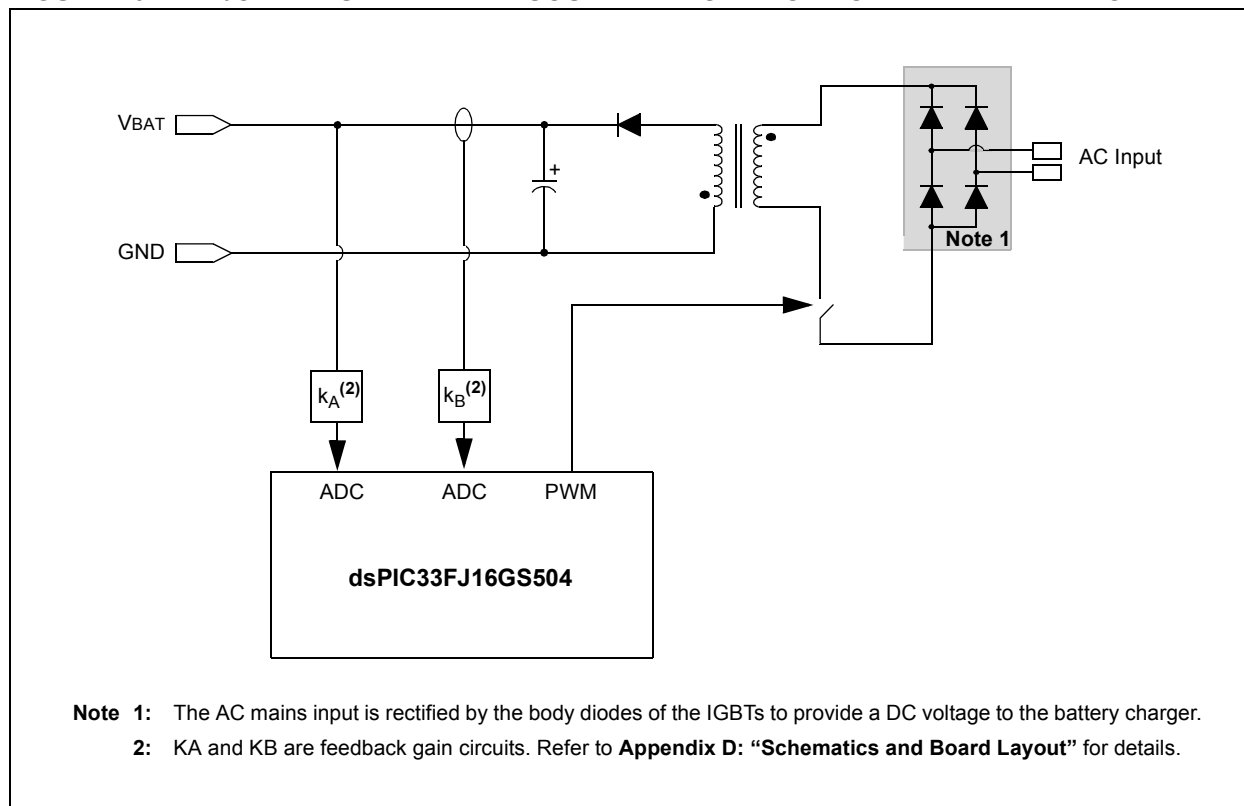 VBAT
+
AC Input
GND
Note 1
kA(2)
kB(2)
ADC
ADC
PWM
dsPIC33FJ16GS504
Note 1: The AC mains input is rectified by the body diodes of the IGBTs to provide a DC voltage to the battery charger.
2: KA and KB are feedback gain circuits. Refer to Appendix D: “Schematics and Board Layout” for details.